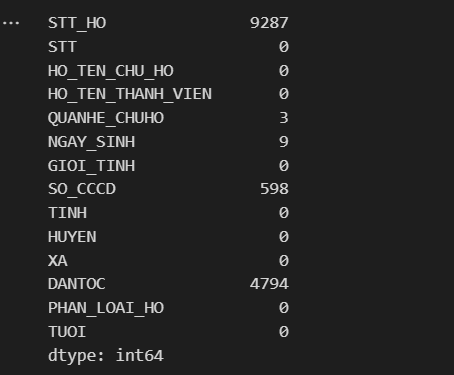 ... STT_HO 9287
STT 0
HO_TEN_CHU_HO 0
HO_TEN_THANH_VIEN 0
QUANHE_CHUHO 3
NGAY_SINH 9
GIOI_TINH 0
SO_CCCD 598
TINH 0
HUYEN 0
XA 0
DANTOC 4794
PHAN_LOAI_HO 0
TUOI 0
dtype: int64